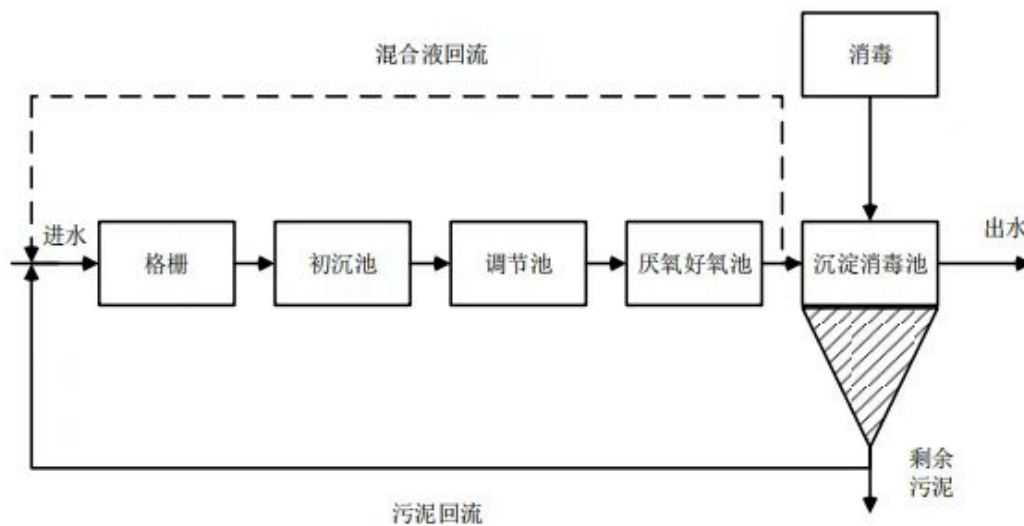 混合液回流
消毒
进水
格栅
初沉池
调节池
厌氧好氧池
沉淀消毒池
出水
剩余
污泥
污泥回流